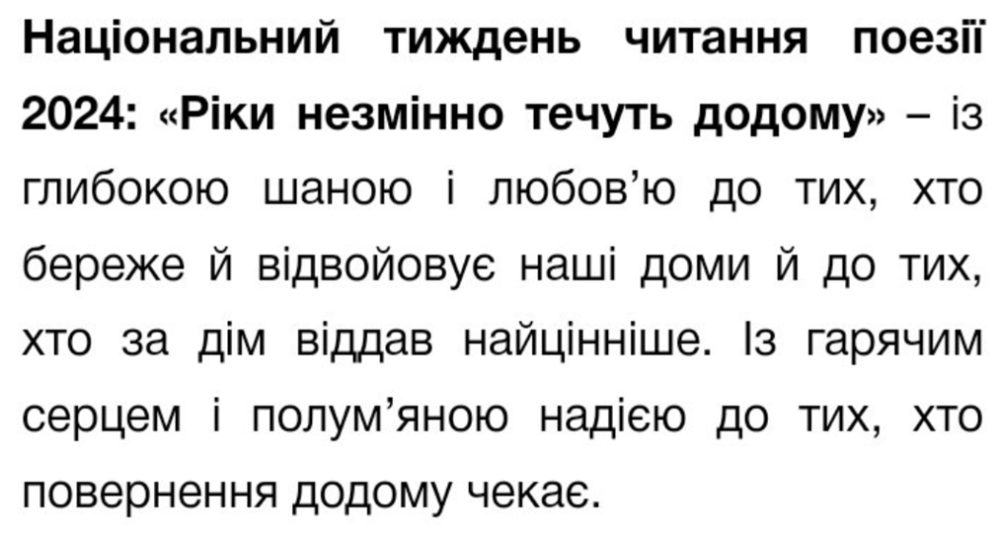 Національний тиждень читання поезії
2024: «Ріки незмінно течуть додому» – із
глибокою шаною і любов’ю до тих, хто
береже й відвойовує наші доми й до тих,
хто за дім віддав найцінніше. Із гарячим
серцем і полум’яною надією до тих, хто
повернення додому чекає.